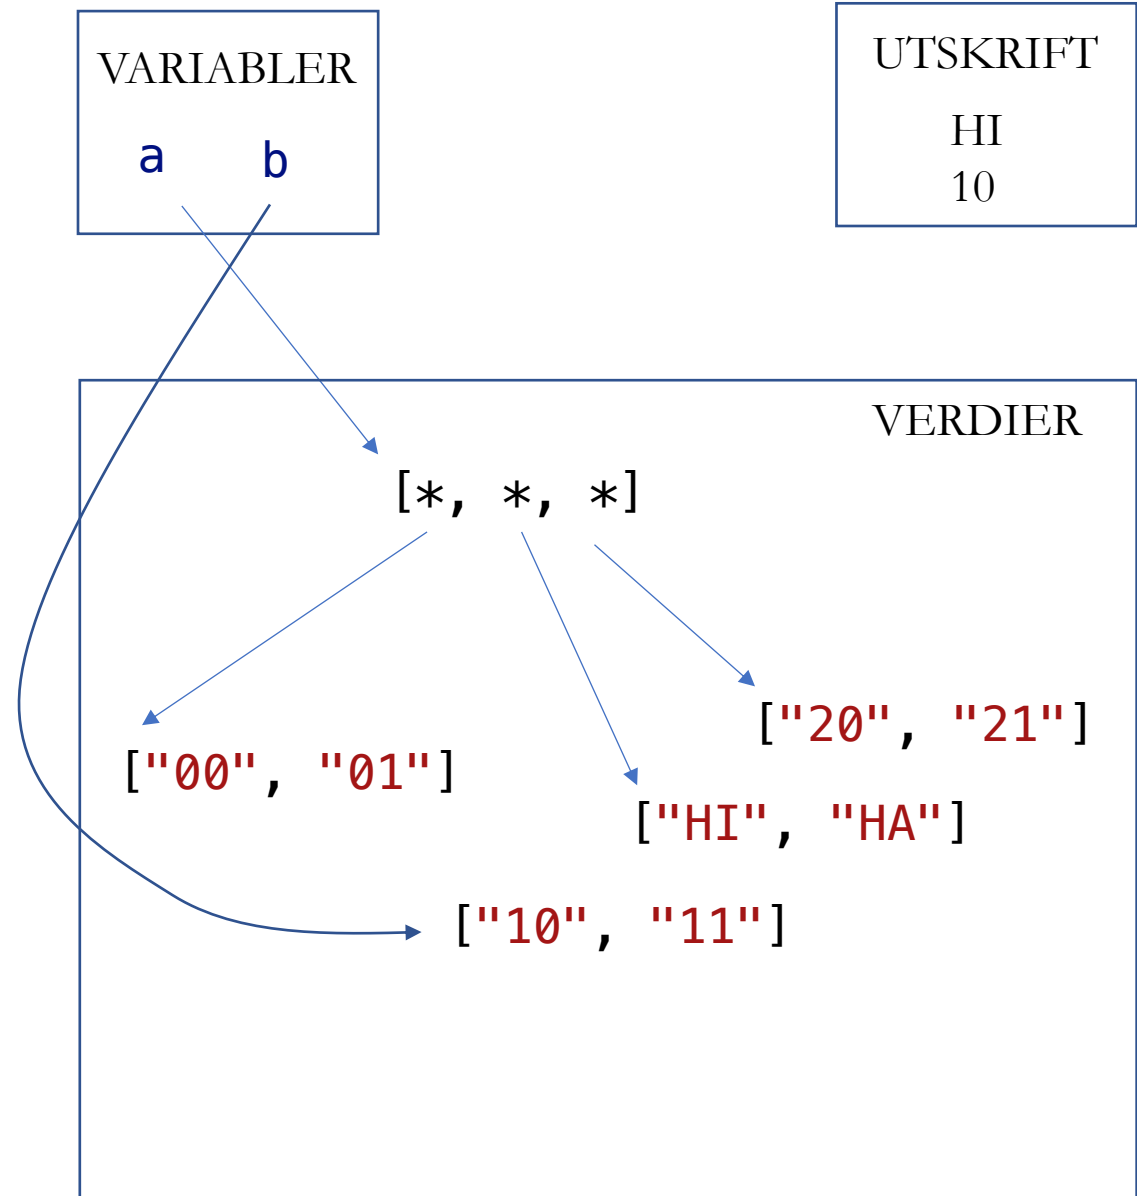 VARIABLER
a b
UTSKRIFT
HI
10
VERDIER
[*, *, *]
["20", "21"]
["00", "01"]
["HI", "HA"]
["10", "11"]